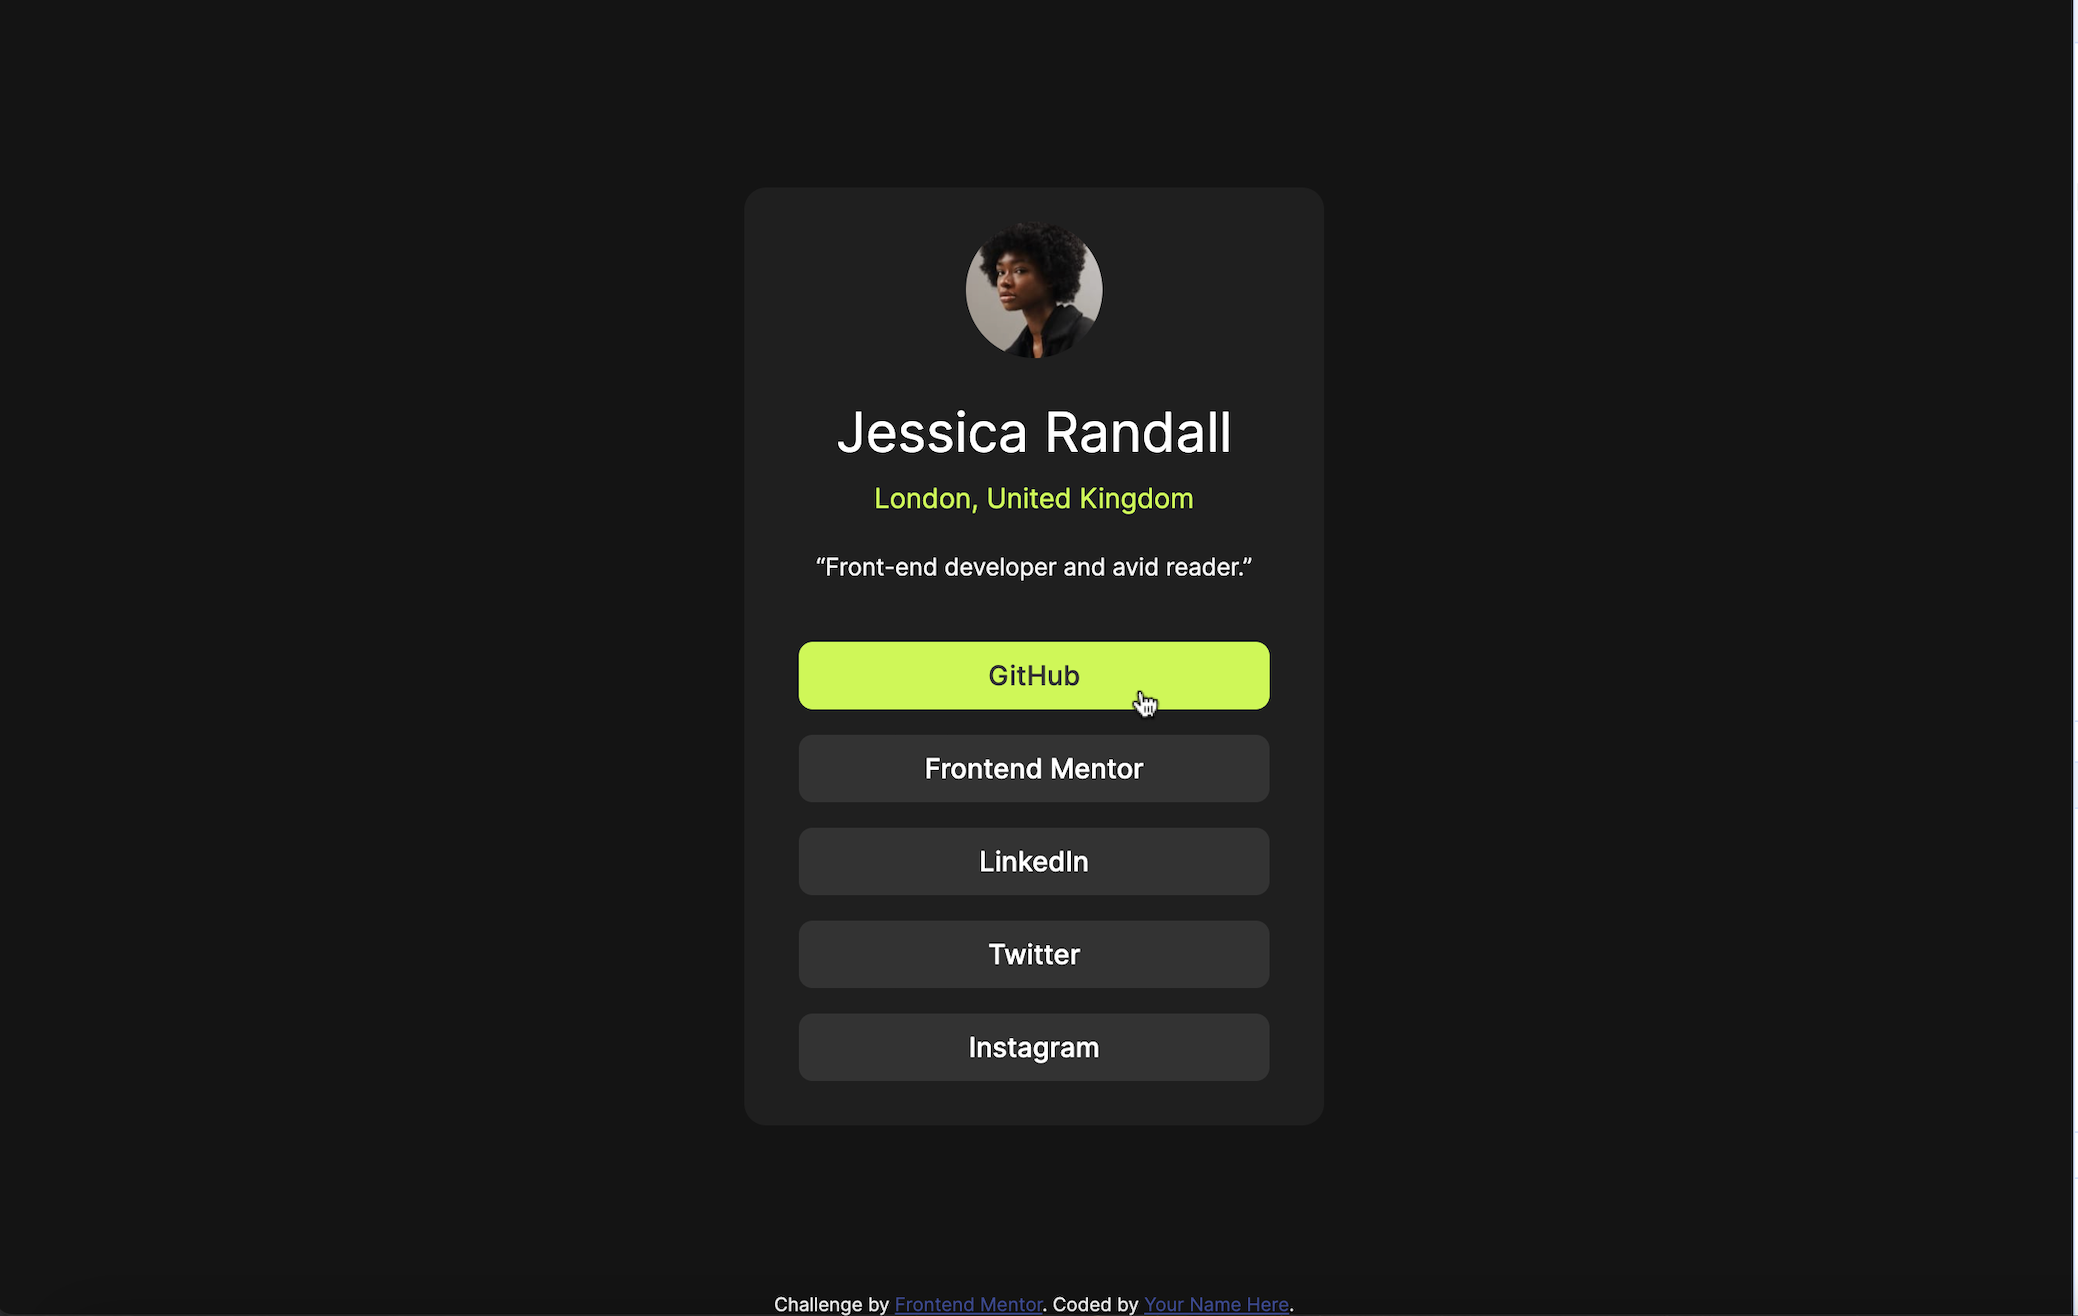 Jessica Randall
London, United Kingdom
“Front-end developer and avid reader.”
GitHub
Frontend Mentor
LinkedIn
Twitter
Instagram
Challenge by Frontend Mentor. Coded by Your Name Here.